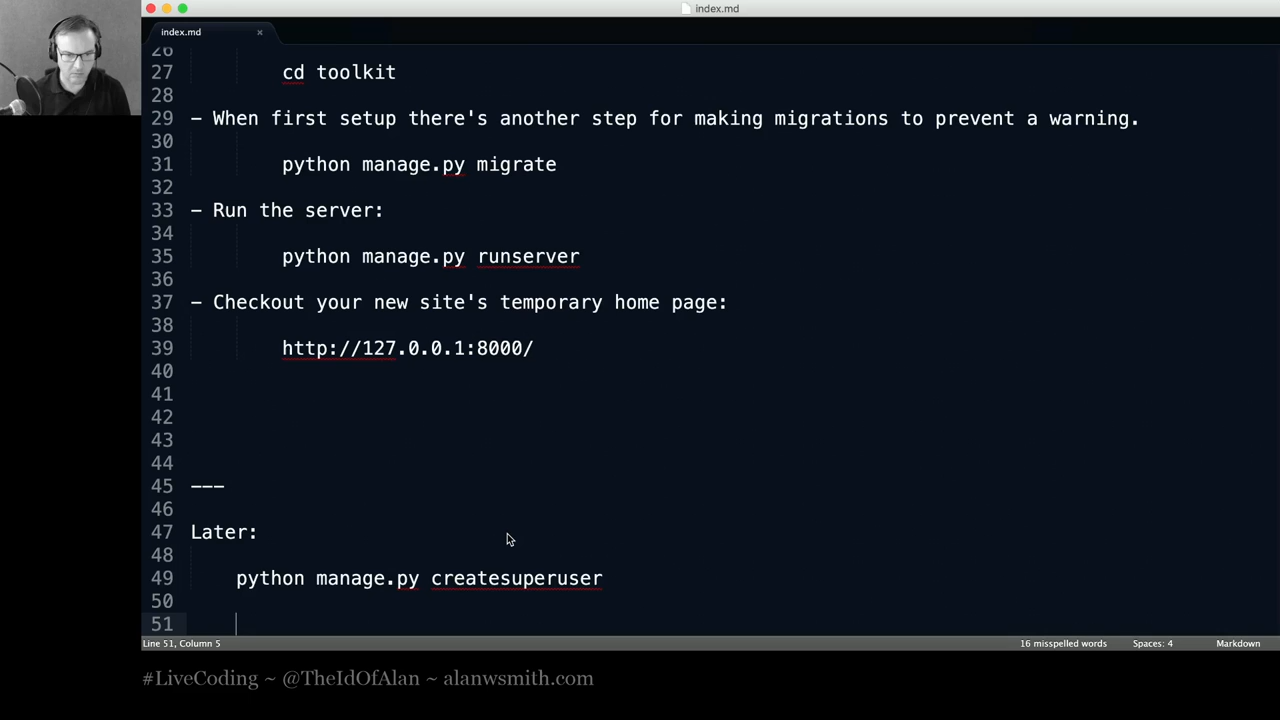 index.md
index.md ×
26
27 cd toolkit
28
29 - When first setup there's another step for making migrations to prevent a warning.
30
31 python manage.py migrate
32
33 - Run the server:
34
35 python manage.py runserver
36
37 - Checkout your new site's temporary home page:
38
39 http://127.0.0.1:8000/
40
41
42
43
44
45 ---
46
47 Later:
48
49 python manage.py createsuperuser
50
51
Line 51, Column 5 16 misspelled words Spaces: 4 Markdown
#LiveCoding ~ @TheIdOfAlan ~ alanwsmith.com